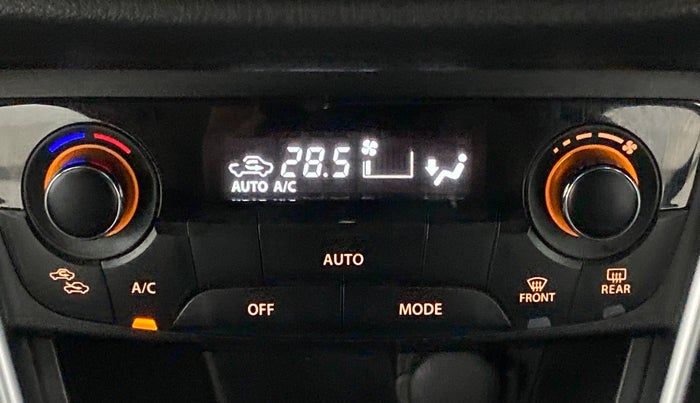 28.5
AUTO A/C
AUTO
A/C
OFF
MODE
FRONT
REAR